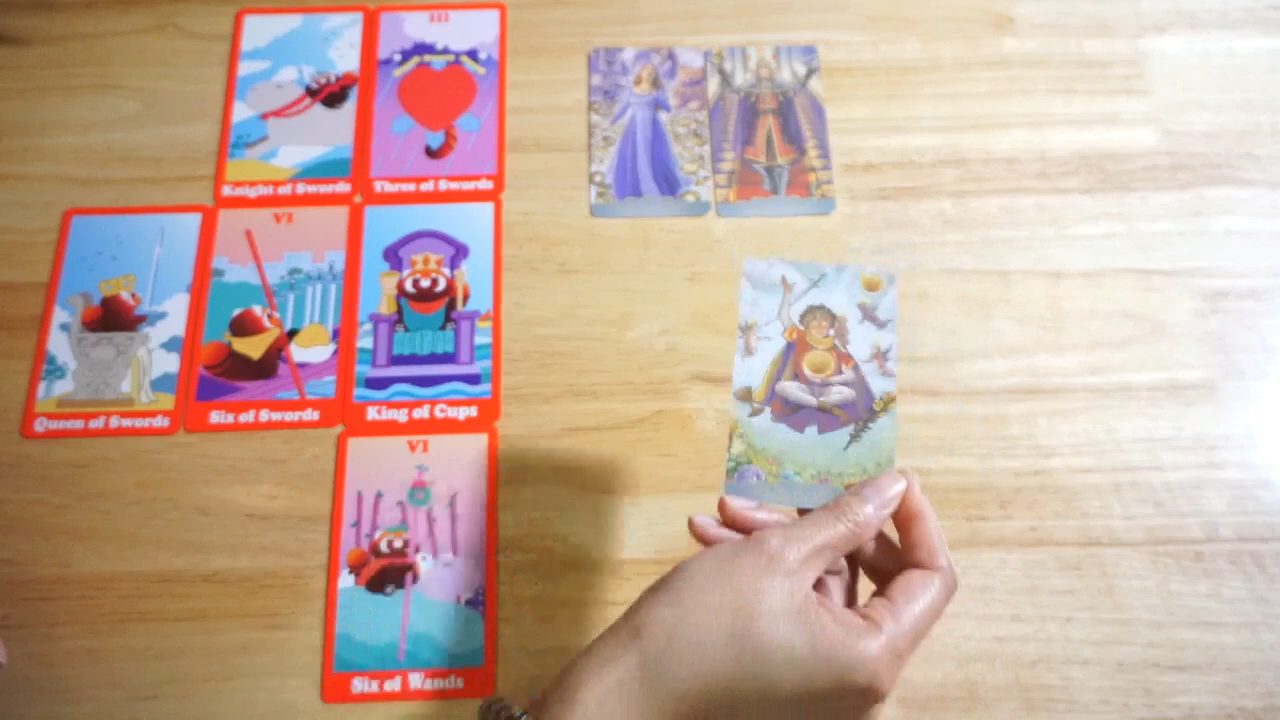 Knight of Swords
III
Three of Swords
Queen of Swords
VI
Six of Swords
King of Cups
VI
Six of Wands